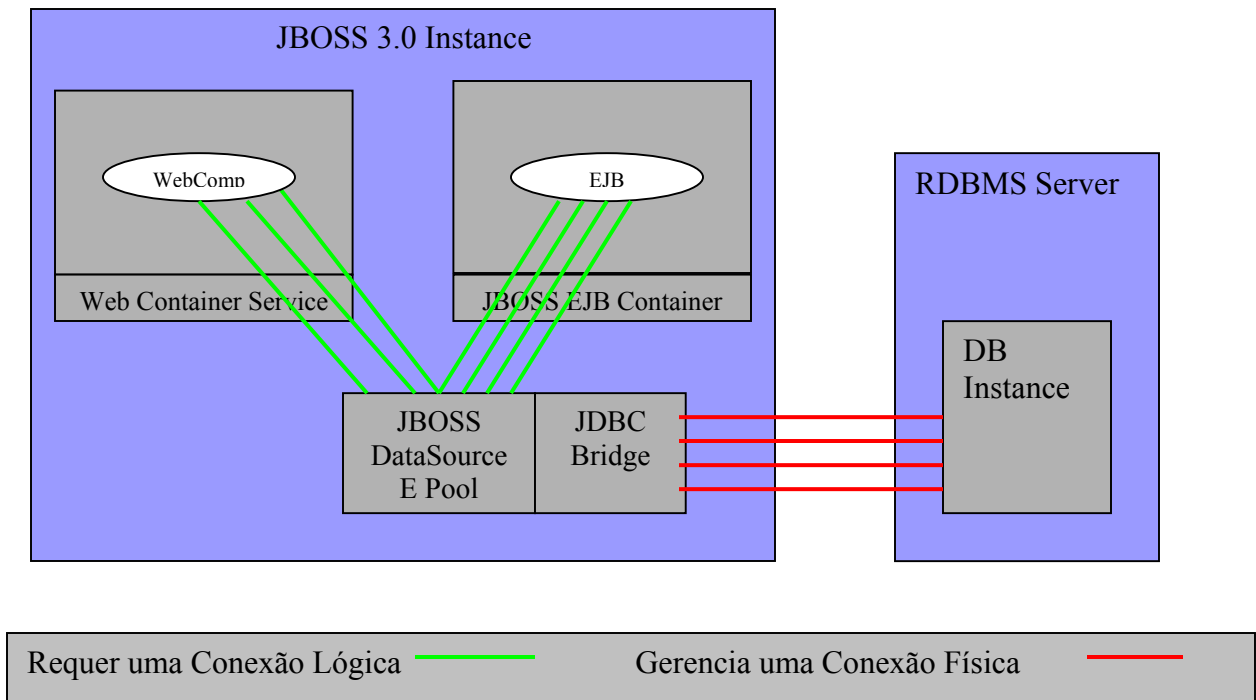 JBOSS 3.0 Instance
WebComp
EJB
Web Container Service
JBOSS EJB Container
JBOSS
DataSource
E Pool
JDBC
Bridge
RDBMS Server
DB
Instance
Requer uma Conexão Lógica
Gerencia uma Conexão Física